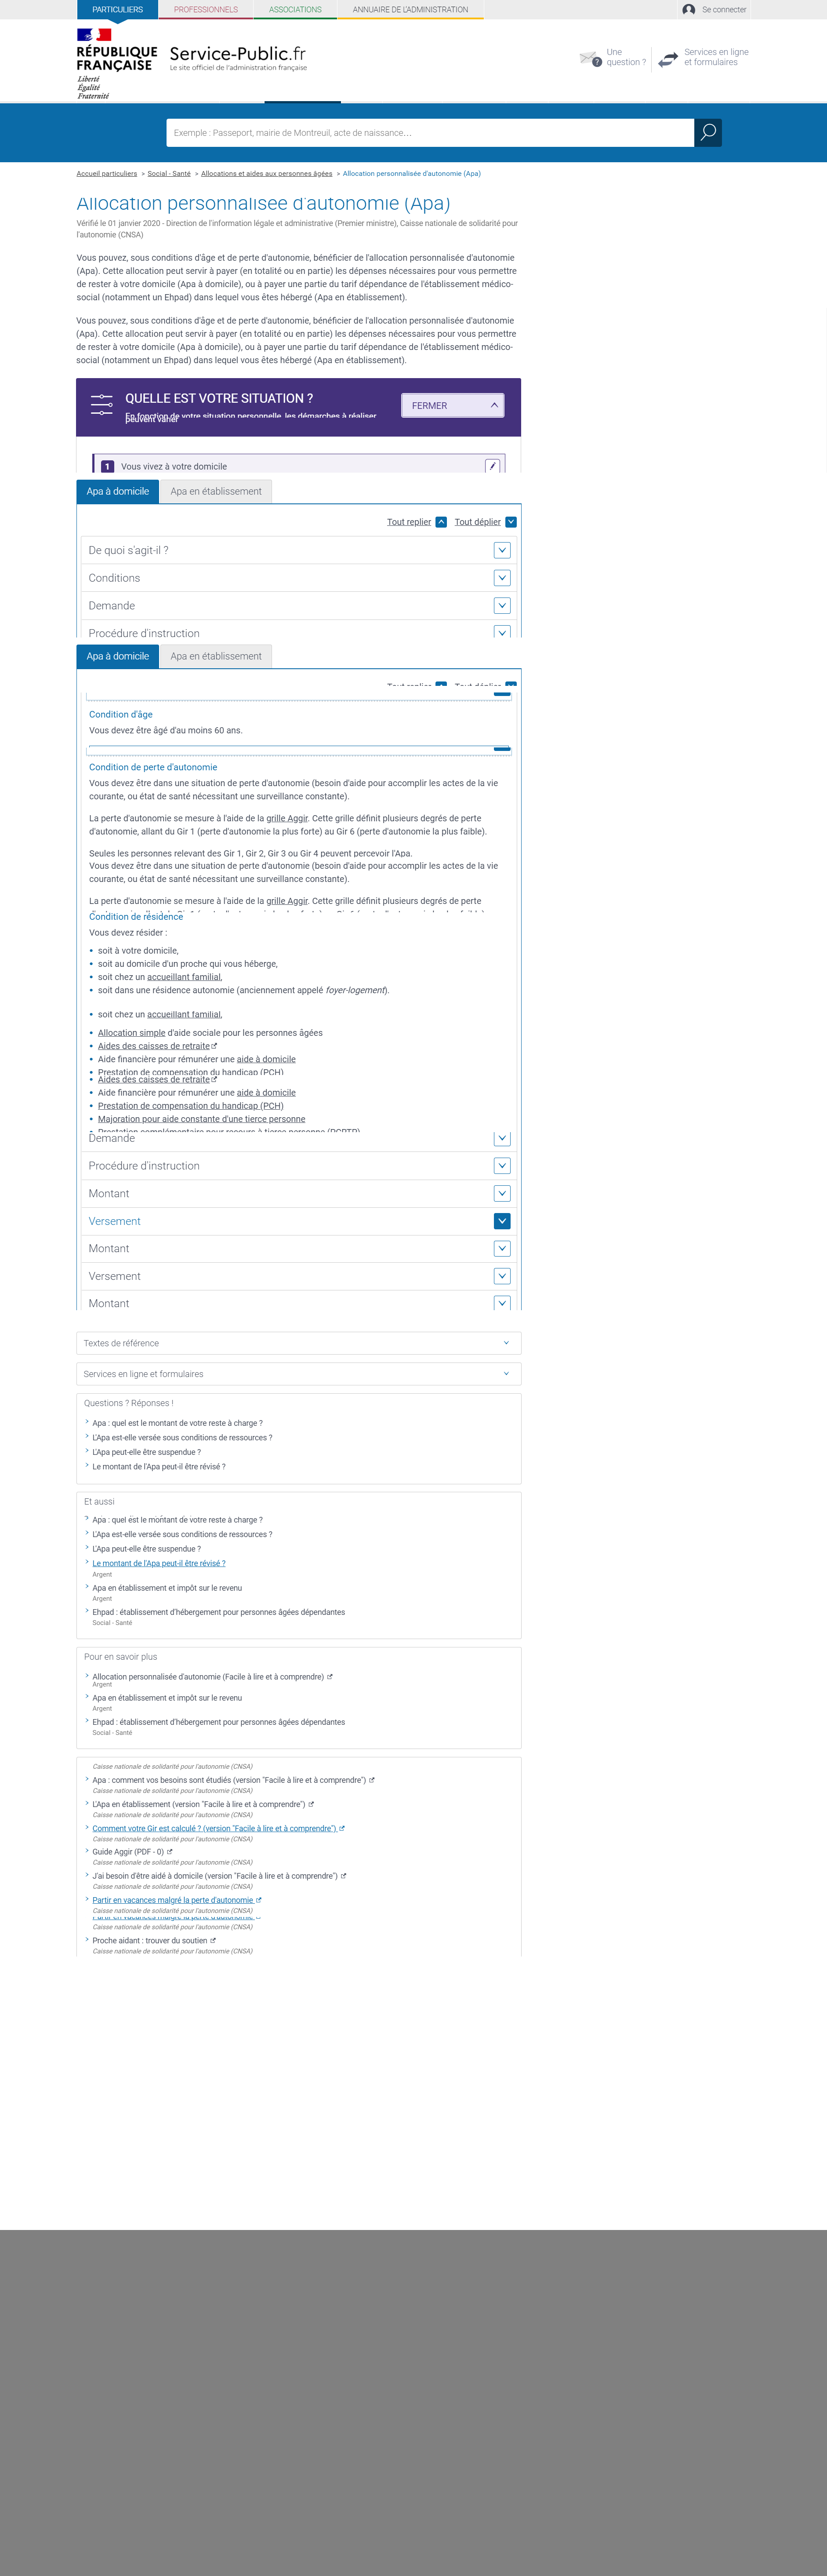 PARTICULIERS PROFESSIONNELS ASSOCIATIONS ANNUAIRE DE L'ADMINISTRATION Se connecter
RÉPUBLIQUE
FRANÇAISE
Liberté
Égalité
Fraternité
Service-Public.fr
Le site officiel de l'administration française
Une
question ?
Services en ligne
et formulaires
Exemple : Passeport, mairie de Montreuil, acte de naissance...
Accueil particuliers > Social - Santé > Allocations et aides aux personnes âgées > Allocation personnalisée d'autonomie (Apa)
Allocation personnalisée d'autonomie (Apa)
Vérifié le 01 janvier 2020 - Direction de l'information légale et administrative (Premier ministre), Caisse nationale de solidarité pour
l'autonomie (CNSA)
Vous pouvez, sous conditions d'âge et de perte d'autonomie, bénéficier de l'allocation personnalisée d'autonomie
(Apa). Cette allocation peut servir à payer (en totalité ou en partie) les dépenses nécessaires pour vous permettre
de rester à votre domicile (Apa à domicile), ou à payer une partie du tarif dépendance de l'établissement médico-
social (notamment un Ehpad) dans lequel vous êtes hébergé (Apa en établissement).
Vous pouvez, sous conditions d'âge et de perte d'autonomie, bénéficier de l'allocation personnalisée d'autonomie
(Apa). Cette allocation peut servir à payer (en totalité ou en partie) les dépenses nécessaires pour vous permettre
de rester à votre domicile (Apa à domicile), ou à payer une partie du tarif dépendance de l'établissement médico-
social (notamment un Ehpad) dans lequel vous êtes hébergé (Apa en établissement).
QUELLE EST VOTRE SITUATION ?
En fonction de votre situation personnelle, les démarches à réaliser
peuvent varier
FERMER
1 Vous vivez à votre domicile
Apa à domicile Apa en établissement
Tout replier Tout déplier
De quoi s'agit-il ?
Conditions
Demande
Procédure d'instruction
Apa à domicile Apa en établissement
Tout replier Tout déplier
Condition d'âge
Vous devez être âgé d'au moins 60 ans.
Condition de perte d'autonomie
Vous devez être dans une situation de perte d'autonomie (besoin d'aide pour accomplir les actes de la vie
courante, ou état de santé nécessitant une surveillance constante).
La perte d'autonomie se mesure à l'aide de la grille Aggir. Cette grille définit plusieurs degrés de perte
d'autonomie, allant du Gir 1 (perte d'autonomie la plus forte) au Gir 6 (perte d'autonomie la plus faible).
Seules les personnes relevant des Gir 1, Gir 2, Gir 3 ou Gir 4 peuvent percevoir l'Apa.
Vous devez être dans une situation de perte d'autonomie (besoin d'aide pour accomplir les actes de la vie
courante, ou état de santé nécessitant une surveillance constante).
La perte d'autonomie se mesure à l'aide de la grille Aggir. Cette grille définit plusieurs degrés de perte
Condition de résidence
Vous devez résider :
soit à votre domicile,
soit au domicile d'un proche qui vous héberge,
soit chez un accueillant familial,
soit dans une résidence autonomie (anciennement appelé foyer-logement).
soit chez un accueillant familial,
Allocation simple d'aide sociale pour les personnes âgées
Aides des caisses de retraite
Aide financière pour rémunérer une aide à domicile
Prestation de compensation du handicap (PCH)
Aides des caisses de retraite
Aide financière pour rémunérer une aide à domicile
Prestation de compensation du handicap (PCH)
Majoration pour aide constante d'une tierce personne
Prestation complémentaire pour recours à tierce personne (PCRTP)
Demande
Procédure d'instruction
Montant
Versement
Montant
Versement
Montant
Textes de référence
Services en ligne et formulaires
Questions ? Réponses !
Apa : quel est le montant de votre reste à charge ?
L'Apa est-elle versée sous conditions de ressources ?
L'Apa peut-elle être suspendue ?
Le montant de l'Apa peut-il être révisé ?
Et aussi
Apa : quel est le montant de votre reste à charge ?
L'Apa est-elle versée sous conditions de ressources ?
L'Apa peut-elle être suspendue ?
Le montant de l'Apa peut-il être révisé ?
Argent
Apa en établissement et impôt sur le revenu
Argent
Ehpad : établissement d'hébergement pour personnes âgées dépendantes
Social - Santé
Pour en savoir plus
Allocation personnalisée d'autonomie (Facile à lire et à comprendre)
Argent
Apa en établissement et impôt sur le revenu
Argent
Ehpad : établissement d'hébergement pour personnes âgées dépendantes
Social - Santé
Caisse nationale de solidarité pour l'autonomie (CNSA)
Apa : comment vos besoins sont étudiés (version "Facile à lire et à comprendre")
Caisse nationale de solidarité pour l'autonomie (CNSA)
L'Apa en établissement (version "Facile à lire et à comprendre")
Caisse nationale de solidarité pour l'autonomie (CNSA)
Comment votre Gir est calculé ? (version "Facile à lire et à comprendre")
Caisse nationale de solidarité pour l'autonomie (CNSA)
Guide Aggir (PDF - 0)
Caisse nationale de solidarité pour l'autonomie (CNSA)
J'ai besoin d'être aidé à domicile (version "Facile à lire et à comprendre")
Caisse nationale de solidarité pour l'autonomie (CNSA)
Partir en vacances malgré la perte d'autonomie
Caisse nationale de solidarité pour l'autonomie (CNSA)
Partir en vacances malgré la perte d'autonomie
Caisse nationale de solidarité pour l'autonomie (CNSA)
Proche aidant : trouver du soutien
Caisse nationale de solidarité pour l'autonomie (CNSA)